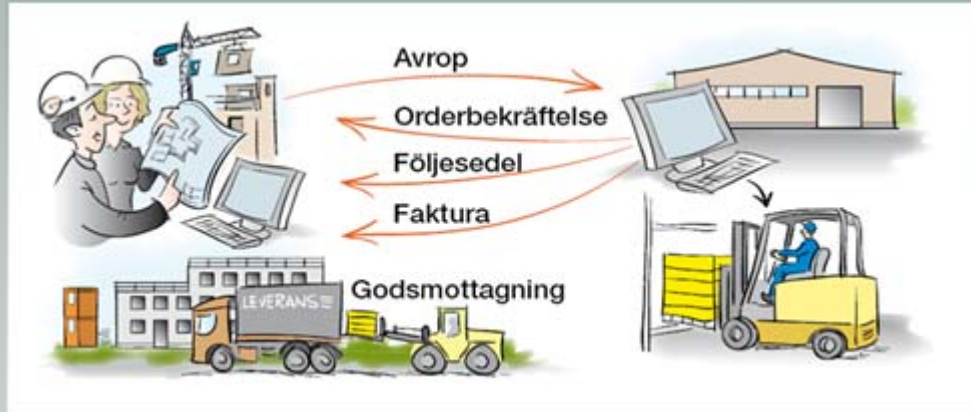 Avrop
Orderbekräftelse
Följesedel
Faktura
Godsmottagning
LEVERANS